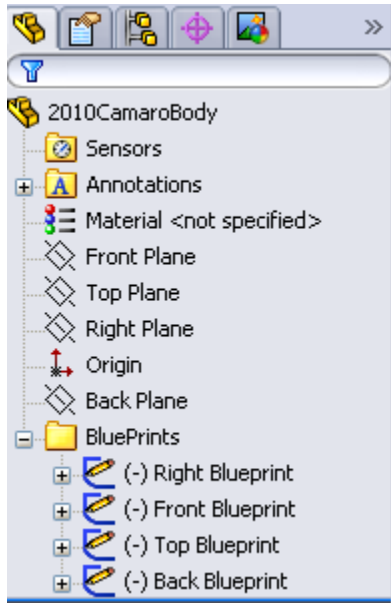 2010CamaroBody
Sensors
A Annotations
Material <not specified>
Front Plane
Top Plane
Right Plane
Origin
Back Plane
BluePrints
(-) Right Blueprint
(-) Front Blueprint
(-) Top Blueprint
(-) Back Blueprint